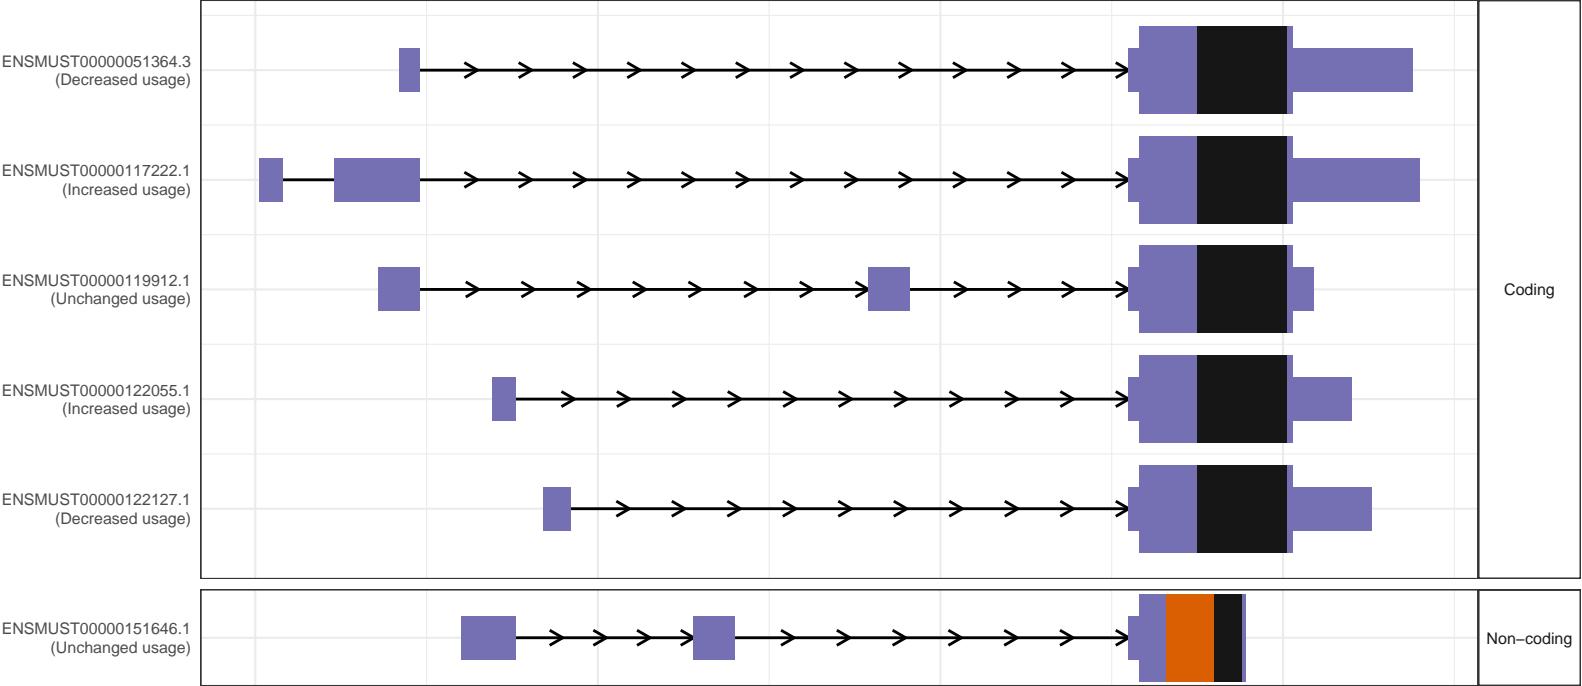 ENSMUST00000051364.3
(Decreased usage)
ENSMUST00000117222.1
(Increased usage)
ENSMUST00000119912.1
(Unchanged usage)
Coding
ENSMUST00000122055.1
(Increased usage)
ENSMUST00000122127.1
(Decreased usage)
ENSMUST00000151646.1
(Unchanged usage)
Non−coding